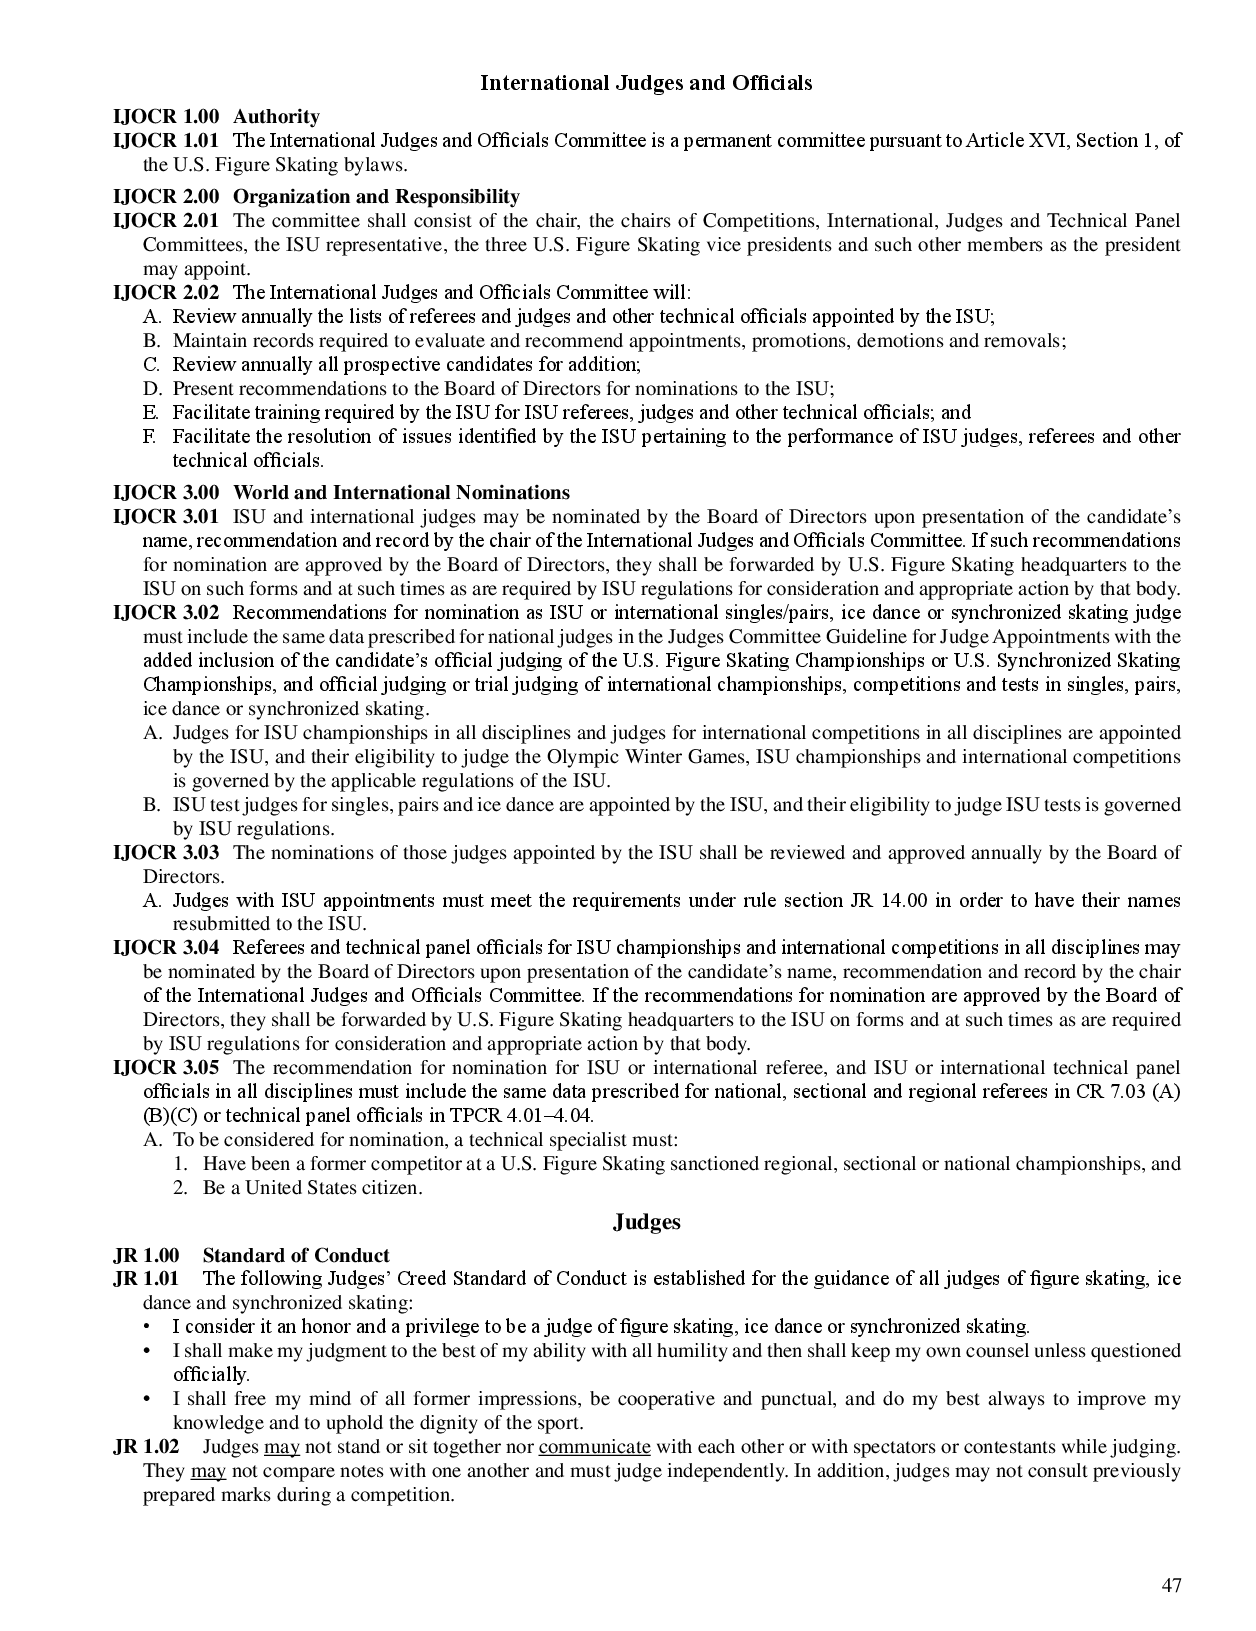 International Judges and Officials
IJOCR 1.00 Authority
IJOCR 1.01 The International Judges and Officials Committee is a permanent committee pursuant to Article XVI, Section 1, of
the U.S. Figure Skating bylaws.
IJOCR 2.00 Organization and Responsibility
IJOCR 2.01 The committee shall consist of the chair, the chairs of Competitions, International, Judges and Technical Panel
Committees, the ISU representative, the three U.S. Figure Skating vice presidents and such other members as the president
may appoint.
IJOCR 2.02 The International Judges and Officials Committee will:
A. Review annually the lists of referees and judges and other technical officials appointed by the ISU;
B. Maintain records required to evaluate and recommend appointments, promotions, demotions and removals;
C. Review annually all prospective candidates for addition;
D. Present recommendations to the Board of Directors for nominations to the ISU;
E. Facilitate training required by the ISU for ISU referees, judges and other technical officials; and
F. Facilitate the resolution of issues identified by the ISU pertaining to the performance of ISU judges, referees and other
technical officials.
IJOCR 3.00 World and International Nominations
IJOCR 3.01 ISU and international judges may be nominated by the Board of Directors upon presentation of the candidate's
name, recommendation and record by the chair of the International Judges and Officials Committee. If such recommendations
for nomination are approved by the Board of Directors, they shall be forwarded by U.S. Figure Skating headquarters to the
ISU on such forms and at such times as are required by ISU regulations for consideration and appropriate action by that body.
IJOCR 3.02 Recommendations for nomination as ISU or international singles/pairs, ice dance or synchronized skating judge
must include the same data prescribed for national judges in the Judges Committee Guideline for Judge Appointments with the
added inclusion of the candidate's official judging of the U.S. Figure Skating Championships or U.S. Synchronized Skating
Championships, and official judging or trial judging of international championships, competitions and tests in singles, pairs,
ice dance or synchronized skating.
A. Judges for ISU championships in all disciplines and judges for international competitions in all disciplines are appointed
by the ISU, and their eligibility to judge the Olympic Winter Games, ISU championships and international competitions
is governed by the applicable regulations of the ISU.
B. ISU test judges for singles, pairs and ice dance are appointed by the ISU, and their eligibility to judge ISU tests is governed
by ISU regulations.
IJOCR 3.03 The nominations of those judges appointed by the ISU shall be reviewed and approved annually by the Board of
Directors.
A. Judges with ISU appointments must meet the requirements under rule section JR 14.00 in order to have their names
resubmitted to the ISU.
IJOCR 3.04 Referees and technical panel officials for ISU championships and international competitions in all disciplines may
be nominated by the Board of Directors upon presentation of the candidate's name, recommendation and record by the chair
of the International Judges and Officials Committee. If the recommendations for nomination are approved by the Board of
Directors, they shall be forwarded by U.S. Figure Skating headquarters to the ISU on forms and at such times as are required
by ISU regulations for consideration and appropriate action by that body.
IJOCR 3.05 The recommendation for nomination for ISU or international referee, and ISU or international technical panel
officials in all disciplines must include the same data prescribed for national, sectional and regional referees in CR 7.03 (A)
(B)(C) or technical panel officials in TPCR 4.01–4.04.
A. To be considered for nomination, a technical specialist must:
1. Have been a former competitor at a U.S. Figure Skating sanctioned regional, sectional or national championships, and
2. Be a United States citizen.
Judges
JR 1.00 Standard of Conduct
JR 1.01 The following Judges' Creed Standard of Conduct is established for the guidance of all judges of figure skating, ice
dance and synchronized skating:
• I consider it an honor and a privilege to be a judge of figure skating, ice dance or synchronized skating.
• I shall make my judgment to the best of my ability with all humility and then shall keep my own counsel unless questioned
officially.
• I shall free my mind of all former impressions, be cooperative and punctual, and do my best always to improve my
knowledge and to uphold the dignity of the sport.
JR 1.02 Judges may not stand or sit together nor communicate with each other or with spectators or contestants while judging.
They may not compare notes with one another and must judge independently. In addition, judges may not consult previously
prepared marks during a competition.
47